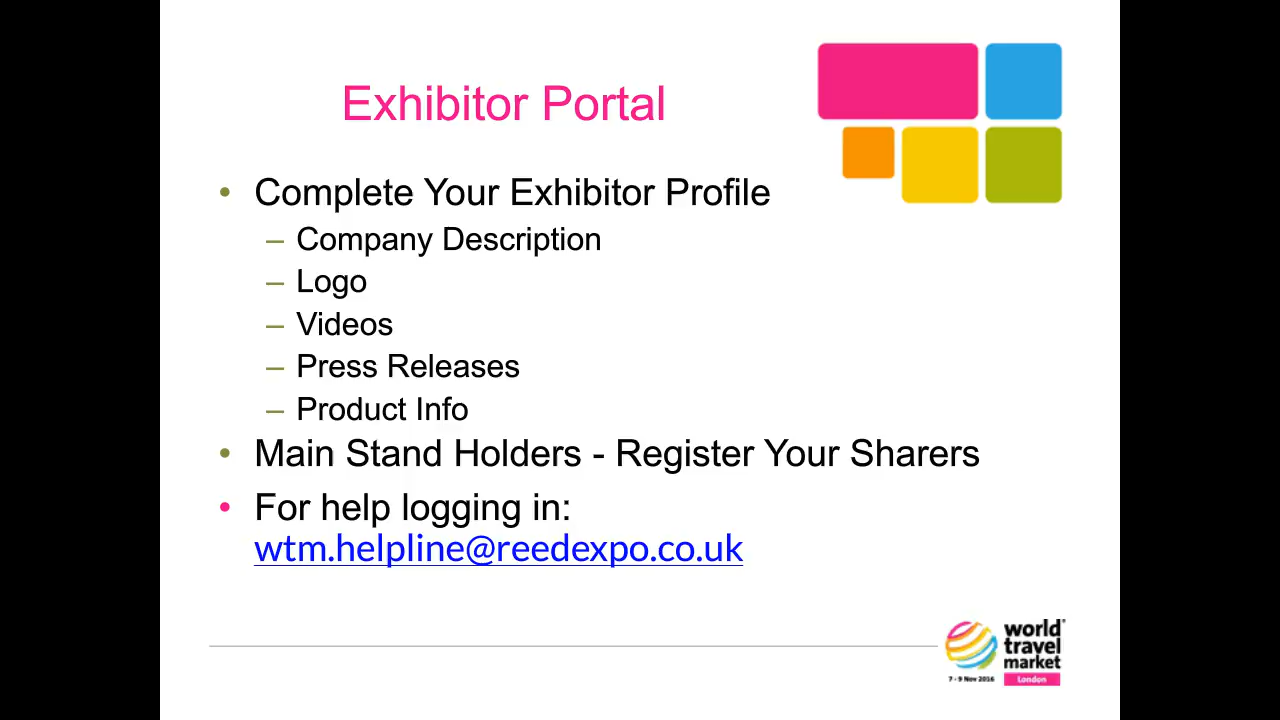 Exhibitor Portal
• Complete Your Exhibitor Profile
– Company Description
– Logo
– Videos
– Press Releases
– Product Info
• Main Stand Holders - Register Your Sharers
• For help logging in:
wtm.helpline@reedexpo.co.uk
world
travel
market
7 - 9 Nov 2016
London